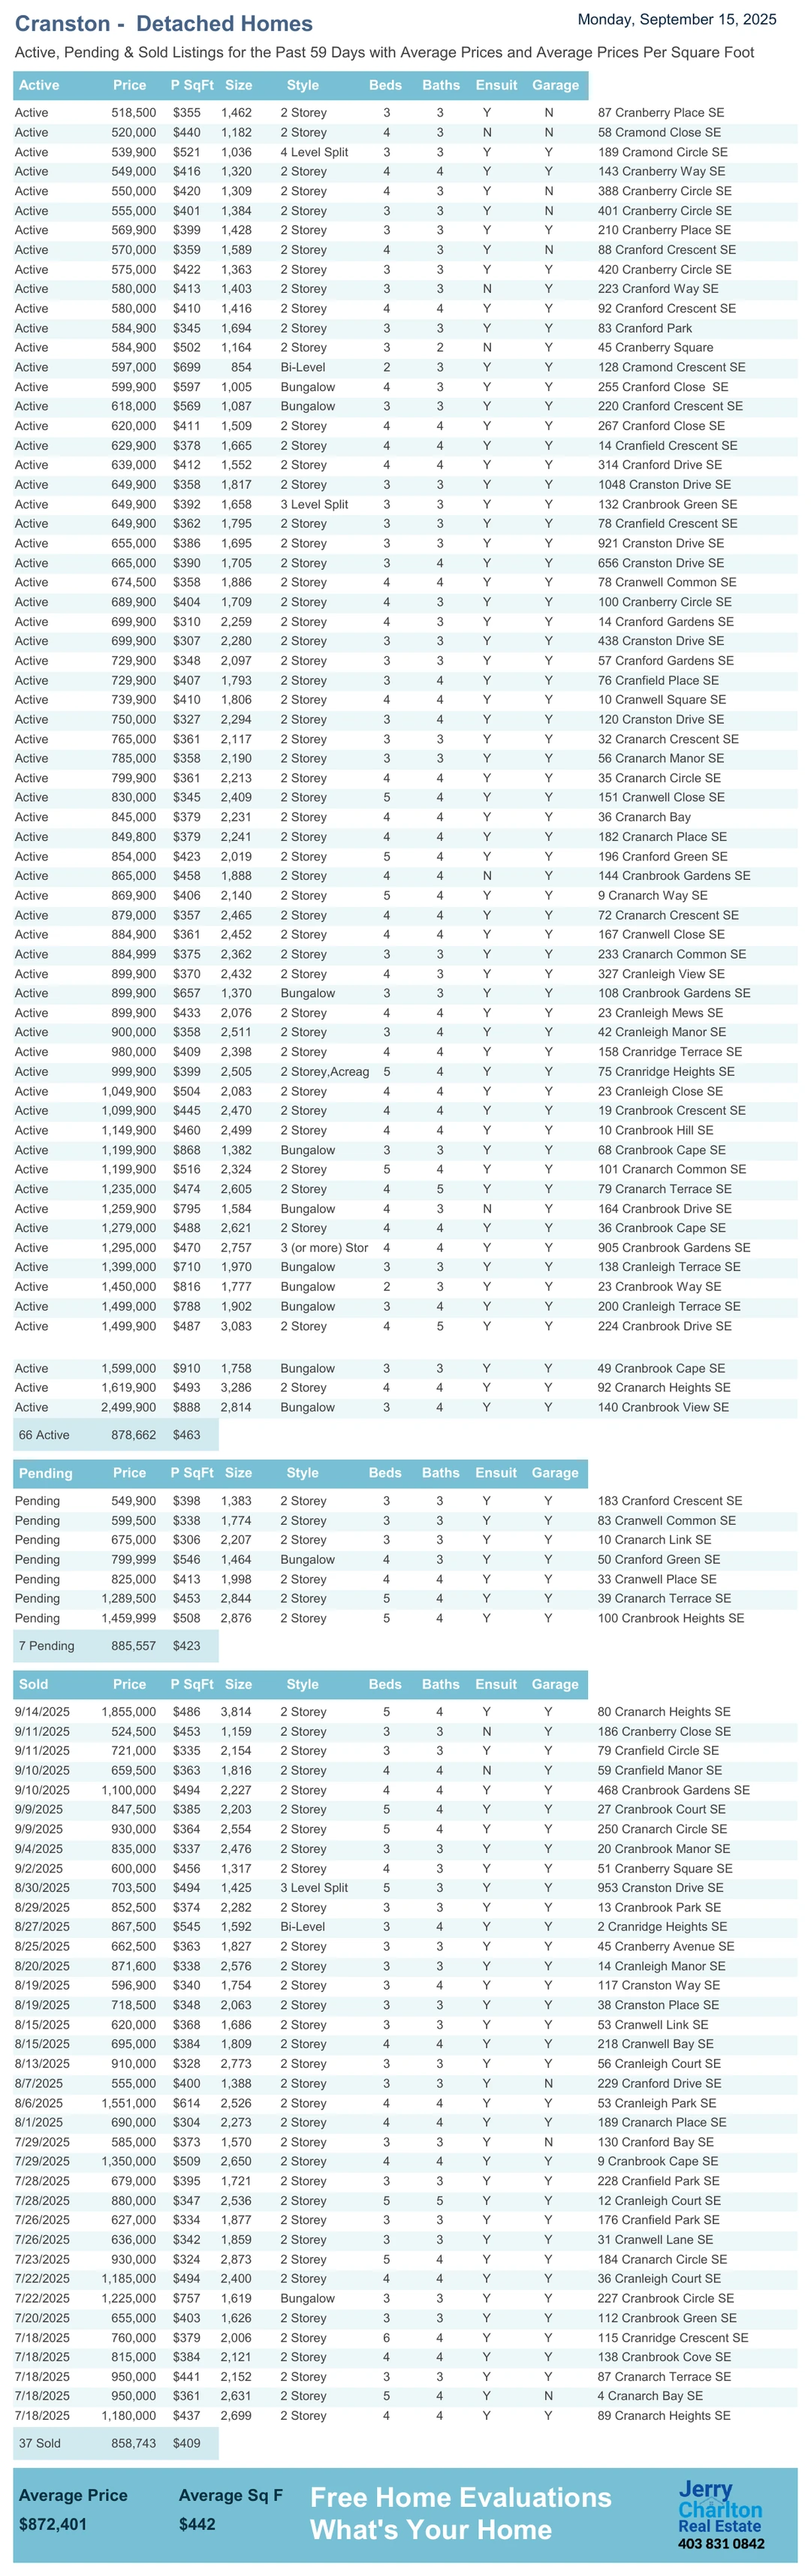 Cranston - Detached Homes
Monday, September 15, 2025
Active, Pending & Sold Listings for the Past 59 Days with Average Prices and Average Prices Per Square Foot
Active Price P SqFt Size Style Beds Baths Ensuit Garage
Active 518,500 $355 1,462 2 Storey 3 3 Y N 87 Cranberry Place SE
Active 520,000 $440 1,182 2 Storey 4 3 N N 58 Cramond Close SE
Active 539,900 $521 1,036 4 Level Split 3 3 Y Y 189 Cramond Circle SE
Active 549,000 $416 1,320 2 Storey 4 4 Y Y 143 Cranberry Way SE
Active 550,000 $420 1,309 2 Storey 4 3 Y N 388 Cranberry Circle SE
Active 555,000 $401 1,384 2 Storey 3 3 Y N 401 Cranberry Circle SE
Active 569,900 $399 1,428 2 Storey 3 3 Y Y 210 Cranberry Place SE
Active 570,000 $359 1,589 2 Storey 4 3 Y N 88 Cranford Crescent SE
Active 575,000 $422 1,363 2 Storey 3 3 Y Y 420 Cranberry Circle SE
Active 580,000 $413 1,403 2 Storey 3 3 N Y 223 Cranford Way SE
Active 580,000 $410 1,416 2 Storey 4 4 Y Y 92 Cranford Crescent SE
Active 584,900 $345 1,694 2 Storey 3 3 Y Y 83 Cranford Park
Active 584,900 $502 1,164 2 Storey 3 2 N Y 45 Cranberry Square
Active 597,000 $699 854 Bi-Level 2 3 Y Y 128 Cramond Crescent SE
Active 599,900 $597 1,005 Bungalow 4 3 Y Y 255 Cranford Close SE
Active 618,000 $569 1,087 Bungalow 3 3 Y Y 220 Cranford Crescent SE
Active 620,000 $411 1,509 2 Storey 4 4 Y Y 267 Cranford Close SE
Active 629,900 $378 1,665 2 Storey 4 4 Y Y 14 Cranfield Crescent SE
Active 639,000 $412 1,552 2 Storey 4 4 Y Y 314 Cranford Drive SE
Active 649,900 $358 1,817 2 Storey 3 3 Y Y 1048 Cranston Drive SE
Active 649,900 $392 1,658 3 Level Split 3 3 Y Y 132 Cranbrook Green SE
Active 649,900 $362 1,795 2 Storey 3 3 Y Y 78 Cranfield Crescent SE
Active 655,000 $386 1,695 2 Storey 3 3 Y Y 921 Cranston Drive SE
Active 665,000 $390 1,705 2 Storey 3 4 Y Y 656 Cranston Drive SE
Active 674,500 $358 1,886 2 Storey 4 4 Y Y 78 Cranwell Common SE
Active 689,900 $404 1,709 2 Storey 4 3 Y Y 100 Cranberry Circle SE
Active 699,900 $310 2,259 2 Storey 4 3 Y Y 14 Cranford Gardens SE
Active 699,900 $307 2,280 2 Storey 3 3 Y Y 438 Cranston Drive SE
Active 729,900 $348 2,097 2 Storey 3 3 Y Y 57 Cranford Gardens SE
Active 729,900 $407 1,793 2 Storey 3 4 Y Y 76 Cranfield Place SE
Active 739,900 $410 1,806 2 Storey 4 4 Y Y 10 Cranwell Square SE
Active 750,000 $327 2,294 2 Storey 3 4 Y Y 120 Cranston Drive SE
Active 765,000 $361 2,117 2 Storey 3 3 Y Y 32 Cranarch Crescent SE
Active 785,000 $358 2,190 2 Storey 3 3 Y Y 56 Cranarch Manor SE
Active 799,900 $361 2,213 2 Storey 4 4 Y Y 35 Cranarch Circle SE
Active 830,000 $345 2,409 2 Storey 5 4 Y Y 151 Cranwell Close SE
Active 845,000 $379 2,231 2 Storey 4 4 Y Y 36 Cranarch Bay
Active 849,800 $379 2,241 2 Storey 4 4 Y Y 182 Cranarch Place SE
Active 854,000 $423 2,019 2 Storey 5 4 Y Y 196 Cranford Green SE
Active 865,000 $458 1,888 2 Storey 4 4 N Y 144 Cranbrook Gardens SE
Active 869,900 $406 2,140 2 Storey 5 4 Y Y 9 Cranarch Way SE
Active 879,000 $357 2,465 2 Storey 4 4 Y Y 72 Cranarch Crescent SE
Active 884,900 $361 2,452 2 Storey 4 4 Y Y 167 Cranwell Close SE
Active 884,999 $375 2,362 2 Storey 3 3 Y Y 233 Cranarch Common SE
Active 899,900 $370 2,432 2 Storey 4 3 Y Y 327 Cranleigh View SE
Active 899,900 $657 1,370 Bungalow 3 3 Y Y 108 Cranbrook Gardens SE
Active 899,900 $433 2,076 2 Storey 4 4 Y Y 23 Cranleigh Mews SE
Active 900,000 $358 2,511 2 Storey 3 4 Y Y 42 Cranleigh Manor SE
Active 980,000 $409 2,398 2 Storey 4 4 Y Y 158 Cranridge Terrace SE
Active 999,900 $399 2,505 2 Storey,Acreag 5 4 Y Y 75 Cranridge Heights SE
Active 1,049,900 $504 2,083 2 Storey 4 4 Y Y 23 Cranleigh Close SE
Active 1,099,900 $445 2,470 2 Storey 4 4 Y Y 19 Cranbrook Crescent SE
Active 1,149,900 $460 2,499 2 Storey 4 4 Y Y 10 Cranbrook Hill SE
Active 1,199,900 $868 1,382 Bungalow 3 3 Y Y 68 Cranbrook Cape SE
Active 1,199,900 $516 2,324 2 Storey 5 4 Y Y 101 Cranarch Common SE
Active 1,235,000 $474 2,605 2 Storey 4 5 Y Y 79 Cranarch Terrace SE
Active 1,259,900 $795 1,584 Bungalow 4 3 N Y 164 Cranbrook Drive SE
Active 1,279,000 $488 2,621 2 Storey 4 4 Y Y 36 Cranbrook Cape SE
Active 1,295,000 $470 2,757 3 (or more) Stor 4 4 Y Y 905 Cranbrook Gardens SE
Active 1,399,000 $710 1,970 Bungalow 3 3 Y Y 138 Cranleigh Terrace SE
Active 1,450,000 $816 1,777 Bungalow 2 3 Y Y 23 Cranbrook Way SE
Active 1,499,000 $788 1,902 Bungalow 3 4 Y Y 200 Cranleigh Terrace SE
Active 1,499,900 $487 3,083 2 Storey 4 5 Y Y 224 Cranbrook Drive SE
Active 1,599,000 $910 1,758 Bungalow 3 3 Y Y 49 Cranbrook Cape SE
Active 1,619,900 $493 3,286 2 Storey 4 4 Y Y 92 Cranarch Heights SE
Active 2,499,900 $888 2,814 Bungalow 3 4 Y Y 140 Cranbrook View SE
66 Active 878,662 $463
Pending Price P SqFt Size Style Beds Baths Ensuit Garage
Pending 549,900 $398 1,383 2 Storey 3 3 Y Y 183 Cranford Crescent SE
Pending 599,500 $338 1,774 2 Storey 3 3 Y Y 83 Cranwell Common SE
Pending 675,000 $306 2,207 2 Storey 3 3 Y Y 10 Cranarch Link SE
Pending 799,999 $546 1,464 Bungalow 4 3 Y Y 50 Cranford Green SE
Pending 825,000 $413 1,998 2 Storey 4 4 Y Y 33 Cranwell Place SE
Pending 1,289,500 $453 2,844 2 Storey 5 4 Y Y 39 Cranarch Terrace SE
Pending 1,459,999 $508 2,876 2 Storey 5 4 Y Y 100 Cranbrook Heights SE
7 Pending 885,557 $423
Sold Price P SqFt Size Style Beds Baths Ensuit Garage
9/14/2025 1,855,000 $486 3,814 2 Storey 5 4 Y Y 80 Cranarch Heights SE
9/11/2025 524,500 $453 1,159 2 Storey 3 3 N Y 186 Cranberry Close SE
9/11/2025 721,000 $335 2,154 2 Storey 3 3 Y Y 79 Cranfield Circle SE
9/10/2025 659,500 $363 1,816 2 Storey 4 4 N Y 59 Cranfield Manor SE
9/10/2025 1,100,000 $494 2,227 2 Storey 4 4 Y Y 468 Cranbrook Gardens SE
9/9/2025 847,500 $385 2,203 2 Storey 5 4 Y Y 27 Cranbrook Court SE
9/9/2025 930,000 $364 2,554 2 Storey 5 4 Y Y 250 Cranarch Circle SE
9/4/2025 835,000 $337 2,476 2 Storey 3 3 Y Y 20 Cranbrook Manor SE
9/2/2025 600,000 $456 1,317 2 Storey 4 3 Y Y 51 Cranberry Square SE
8/30/2025 703,500 $494 1,425 3 Level Split 5 3 Y Y 953 Cranston Drive SE
8/29/2025 852,500 $374 2,282 2 Storey 3 3 Y Y 13 Cranbrook Park SE
8/27/2025 867,500 $545 1,592 Bi-Level 3 4 Y Y 2 Cranridge Heights SE
8/25/2025 662,500 $363 1,827 2 Storey 3 3 Y Y 45 Cranberry Avenue SE
8/20/2025 871,600 $338 2,576 2 Storey 3 3 Y Y 14 Cranleigh Manor SE
8/19/2025 596,900 $340 1,754 2 Storey 3 4 Y Y 117 Cranston Way SE
8/19/2025 718,500 $348 2,063 2 Storey 3 3 Y Y 38 Cranston Place SE
8/15/2025 620,000 $368 1,686 2 Storey 3 3 Y Y 53 Cranwell Link SE
8/15/2025 695,000 $384 1,809 2 Storey 4 4 Y Y 218 Cranwell Bay SE
8/13/2025 910,000 $328 2,773 2 Storey 3 3 Y Y 56 Cranleigh Court SE
8/7/2025 555,000 $400 1,388 2 Storey 3 3 Y N 229 Cranford Drive SE
8/6/2025 1,551,000 $614 2,526 2 Storey 4 4 Y Y 53 Cranleigh Park SE
8/1/2025 690,000 $304 2,273 2 Storey 4 4 Y Y 189 Cranarch Place SE
7/29/2025 585,000 $373 1,570 2 Storey 3 3 Y N 130 Cranford Bay SE
7/29/2025 1,350,000 $509 2,650 2 Storey 4 4 Y Y 9 Cranbrook Cape SE
7/28/2025 679,000 $395 1,721 2 Storey 3 3 Y Y 228 Cranfield Park SE
7/28/2025 880,000 $347 2,536 2 Storey 5 5 Y Y 12 Cranleigh Court SE
7/26/2025 627,000 $334 1,877 2 Storey 3 3 Y Y 176 Cranfield Park SE
7/26/2025 636,000 $342 1,859 2 Storey 3 3 Y Y 31 Cranwell Lane SE
7/23/2025 930,000 $324 2,873 2 Storey 5 4 Y Y 184 Cranarch Circle SE
7/22/2025 1,185,000 $494 2,400 2 Storey 4 4 Y Y 36 Cranleigh Court SE
7/22/2025 1,225,000 $757 1,619 Bungalow 3 3 Y Y 227 Cranbrook Circle SE
7/20/2025 655,000 $403 1,626 2 Storey 3 3 Y Y 112 Cranbrook Green SE
7/18/2025 760,000 $379 2,006 2 Storey 6 4 Y Y 115 Cranridge Crescent SE
7/18/2025 815,000 $384 2,121 2 Storey 4 4 Y Y 138 Cranbrook Cove SE
7/18/2025 950,000 $441 2,152 2 Storey 3 3 Y Y 87 Cranarch Terrace SE
7/18/2025 950,000 $361 2,631 2 Storey 5 4 Y N 4 Cranarch Bay SE
7/18/2025 1,180,000 $437 2,699 2 Storey 4 4 Y Y 89 Cranarch Heights SE
37 Sold 858,743 $409
Average Price Average Sq F
$872,401 $442
Free Home Evaluations
What's Your Home
Jerry
Charlton
Real Estate
403 831 0842